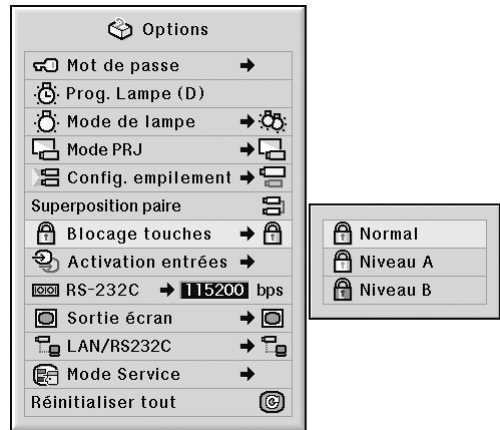 Options
Mot de passe
Prog. Lampe (D)
Mode de lampe
Mode PRJ
Config. empilement
Superposition paire
Blocage touches
Activation entrées
RS-232C 115200 bps
Sortie écran
LAN/RS232C
Mode Service
Réinitialiser tout
Normal
Niveau A
Niveau B